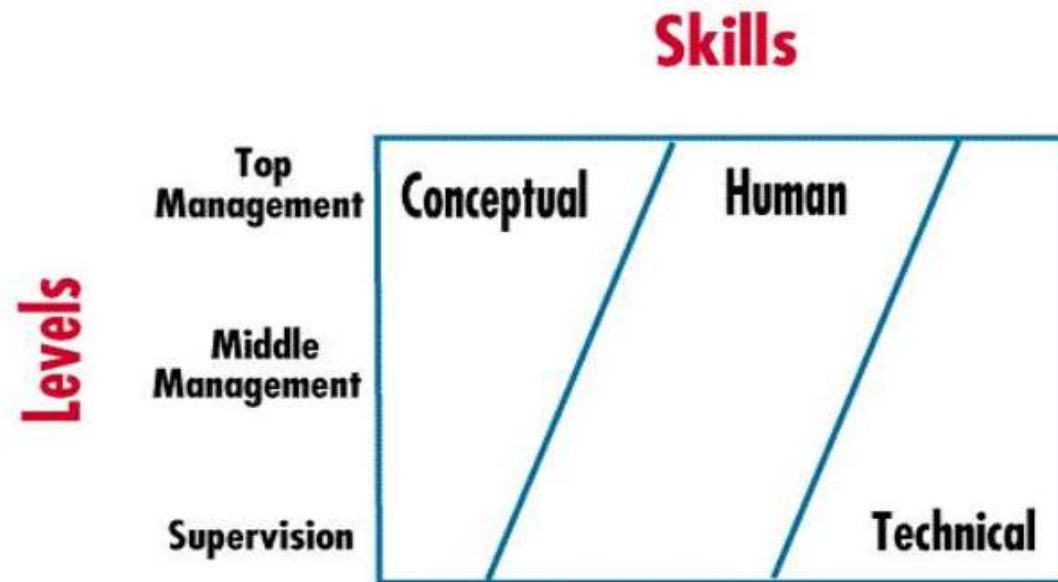 Skills
Levels
Top
Management
Conceptual
Human
Middle
Management
Supervision
Technical